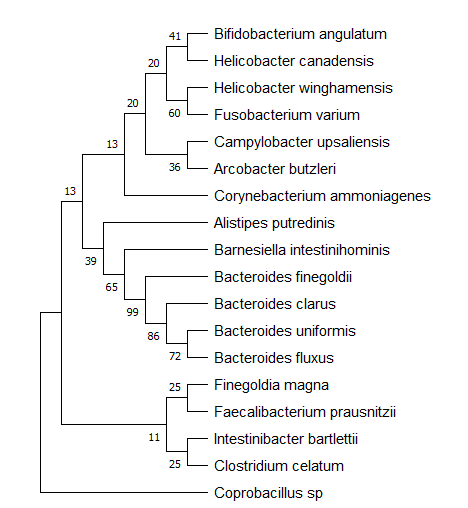 41 Bifidobacterium angulatum
20 Helicobacter canadensis
Helicobacter winghamensis
20 60 Fusobacterium varium
13 Campylobacter upsaliensis
36 Arcobacter butzleri
13 Corynebacterium ammoniagenes
Alistipes putredinis
39 Barnesiella intestinihominis
65 Bacteroides finegoldii
99 Bacteroides clarus
86 Bacteroides uniformis
72 Bacteroides fluxus
25 Finegoldia magna
Faecalibacterium prausnitzii
11 Intestinibacter bartlettii
25 Clostridium celatum
Coprobacillus sp